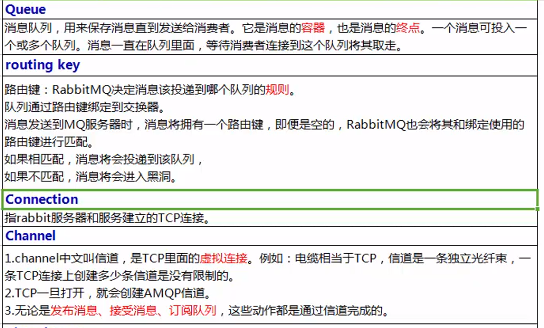 Queue
消息队列，用来保存消息直到发送给消费者。它是消息的容器，也是消息的终点。一个消息可投入一
个或多个队列。消息一直在队列里面，等待消费者连接到这个队列将其取走。
routing key
路由键：RabbitMQ决定消息该投递到哪个队列的规则。
队列通过路由键绑定到交换器。
消息发送到MQ服务器时，消息将拥有一个路由键，即便是空的，RabbitMQ也会将其和绑定使用的
路由键进行匹配。
如果相匹配，消息将会投递到该队列，
如果不匹配，消息将会进入黑洞。
Connection
指rabbit服务器和服务建立的TCP连接。
Channel
1.channel中文叫信道，是TCP里面的虚拟连接。例如：电缆相当于TCP，信道是一条独立光纤束，一
条TCP连接上创建多少条信道是没有限制的。
2.TCP一旦打开，就会创建AMQP信道。
3.无论是发布消息、接受消息、订阅队列，这些动作都是通过信道完成的。